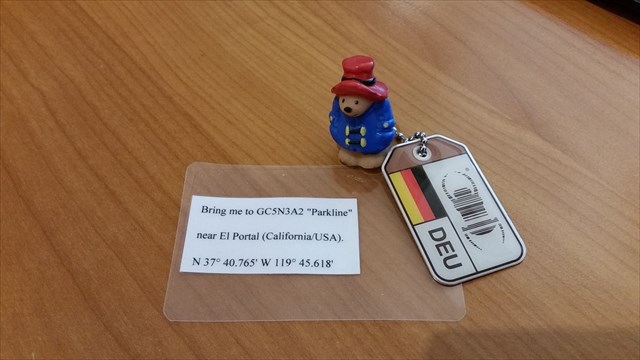 Bring me to GC5N3A2 "Parkline"
near El Portal (California/USA).
N 37° 40.765' W 119° 45.618'
DEU